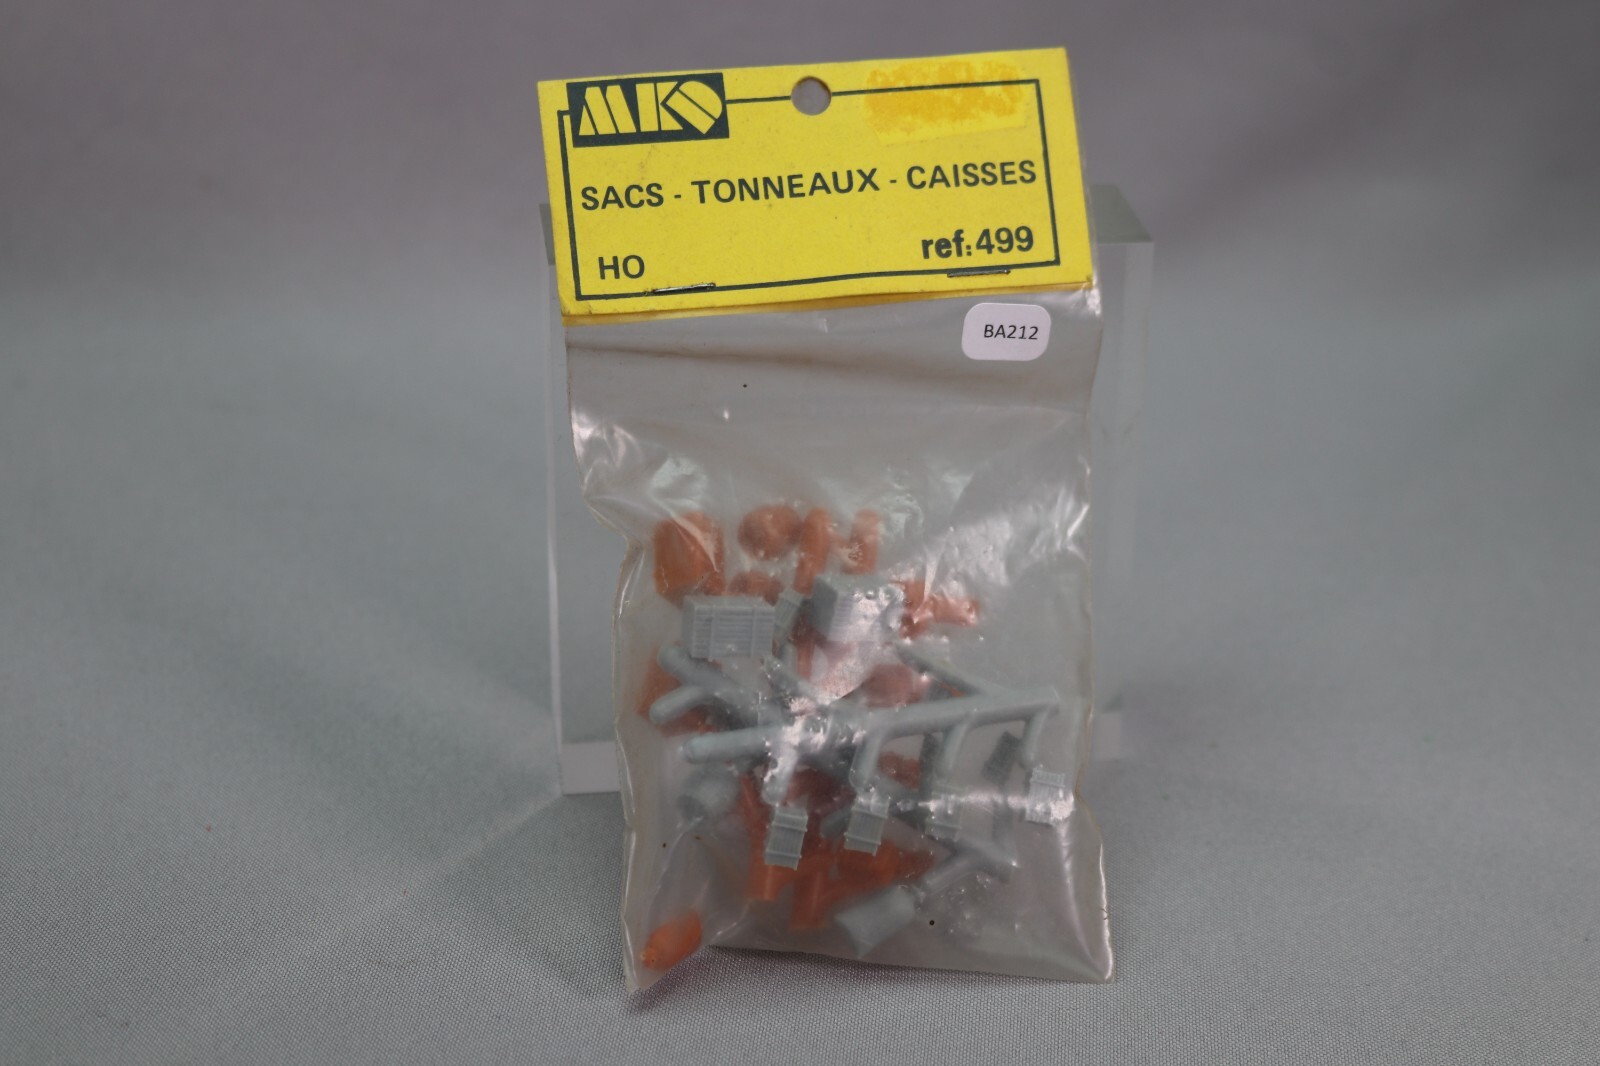 MKD
SACS - TONNEAUX - CAISSES
HO
ref:499
BA212